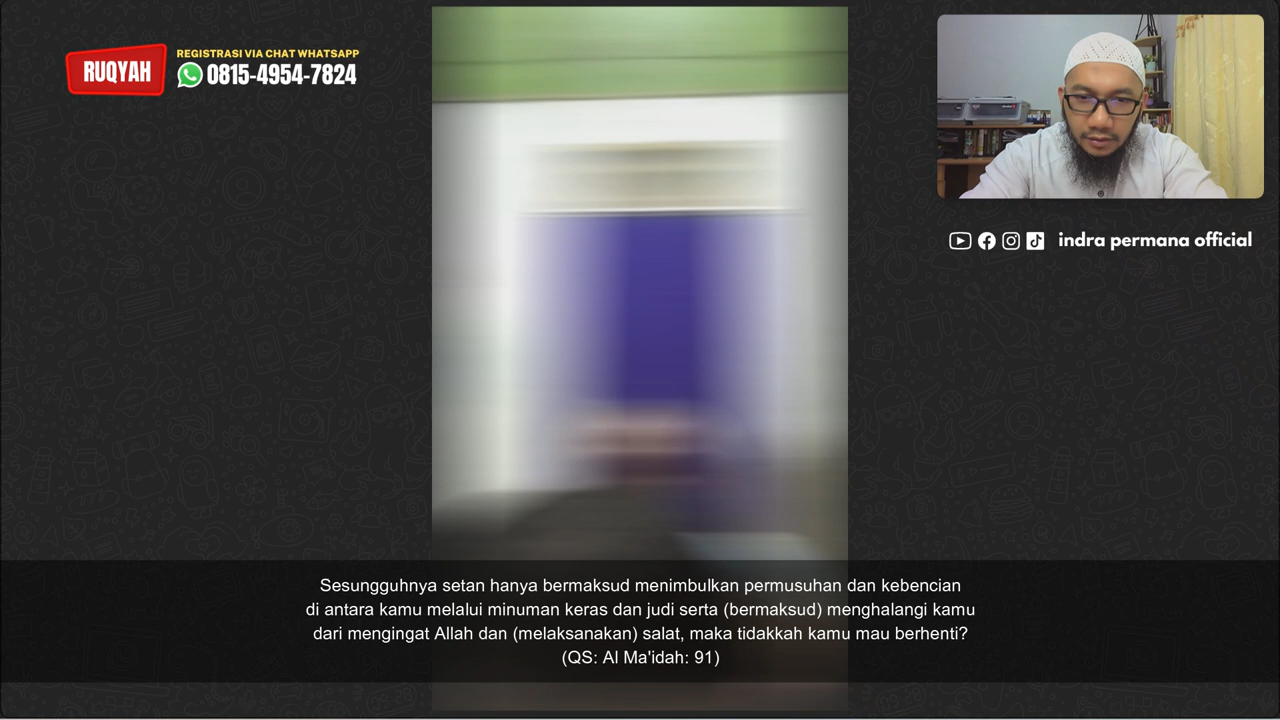 RUQYAH
REGISTRASI VIA CHAT WHATSAPP
0815-4954-7824
indra permana official
Sesungguhnya setan hanya bermaksud menimbulkan permusuhan dan kebencian
di antara kamu melalui minuman keras dan judi serta (bermaksud) menghalangi kamu
dari mengingat Allah dan (melaksanakan) salat, maka tidakkah kamu mau berhenti?
(QS: Al Ma'idah: 91)